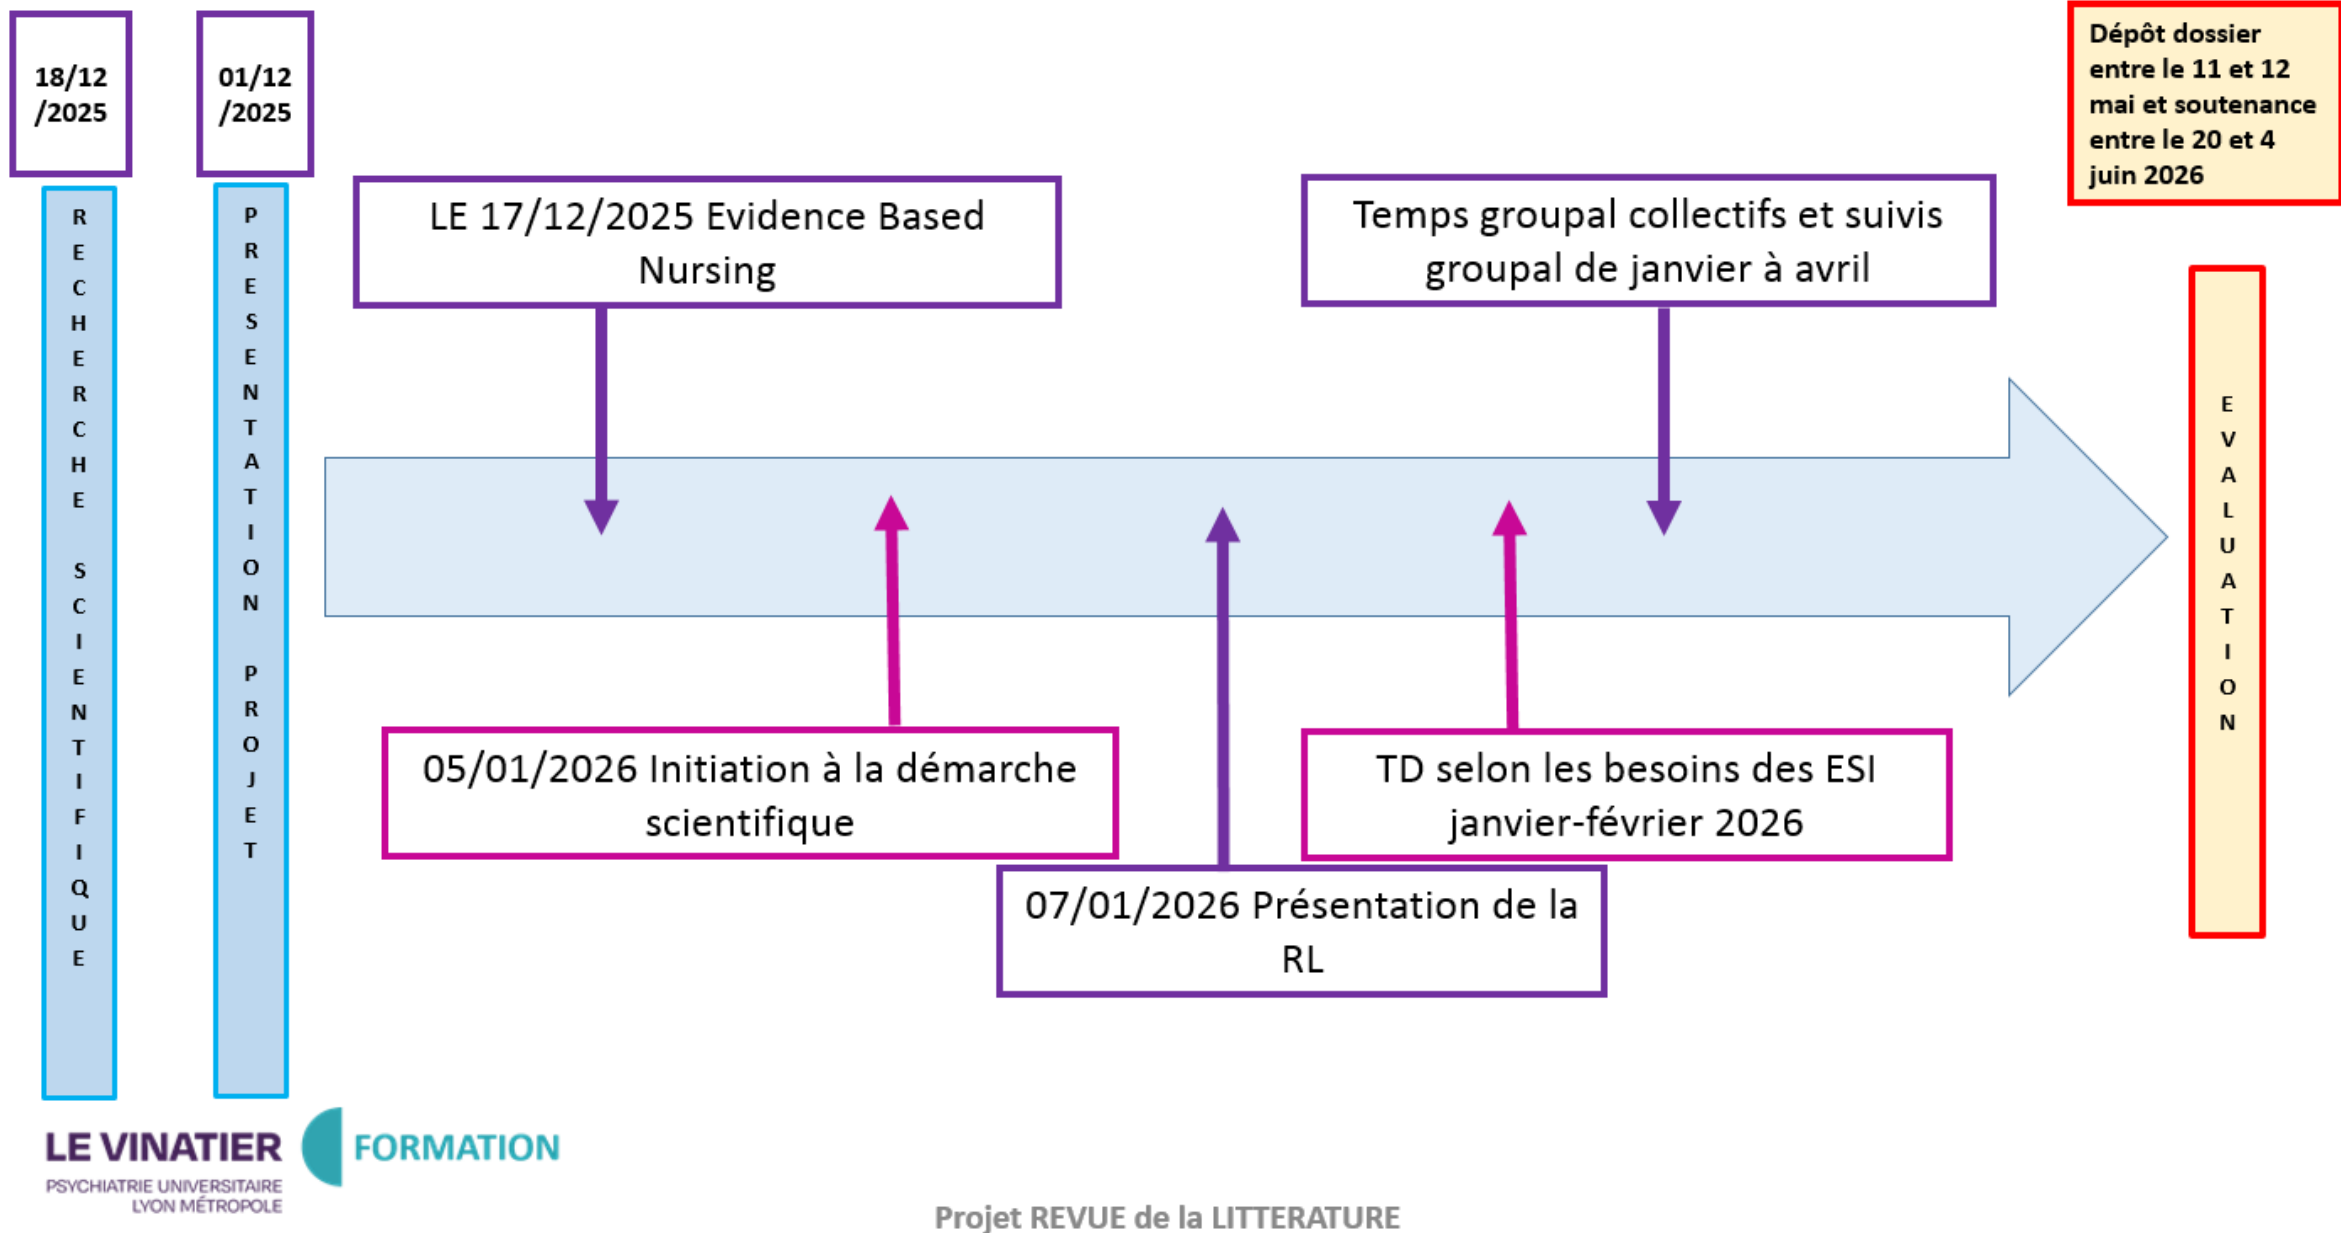 18/12
/2025
RECHERCHE SCIENTIFIQUE
01/12
/2025
PRESENTATION PROJET
LE 17/12/2025 Evidence Based
Nursing
Temps groupal collectifs et suivis
groupal de janvier à avril
Dépôt dossier
entre le 11 et 12
mai et soutenance
entre le 20 et 4
juin 2026
EVALUATION
05/01/2026 Initiation à la démarche
scientifique
TD selon les besoins des ESI
janvier-février 2026
07/01/2026 Présentation de la
RL
LE VINATIER
PSYCHIATRIE UNIVERSITAIRE
LYON MÉTROPOLE
FORMATION
Projet REVUE de la LITTERATURE